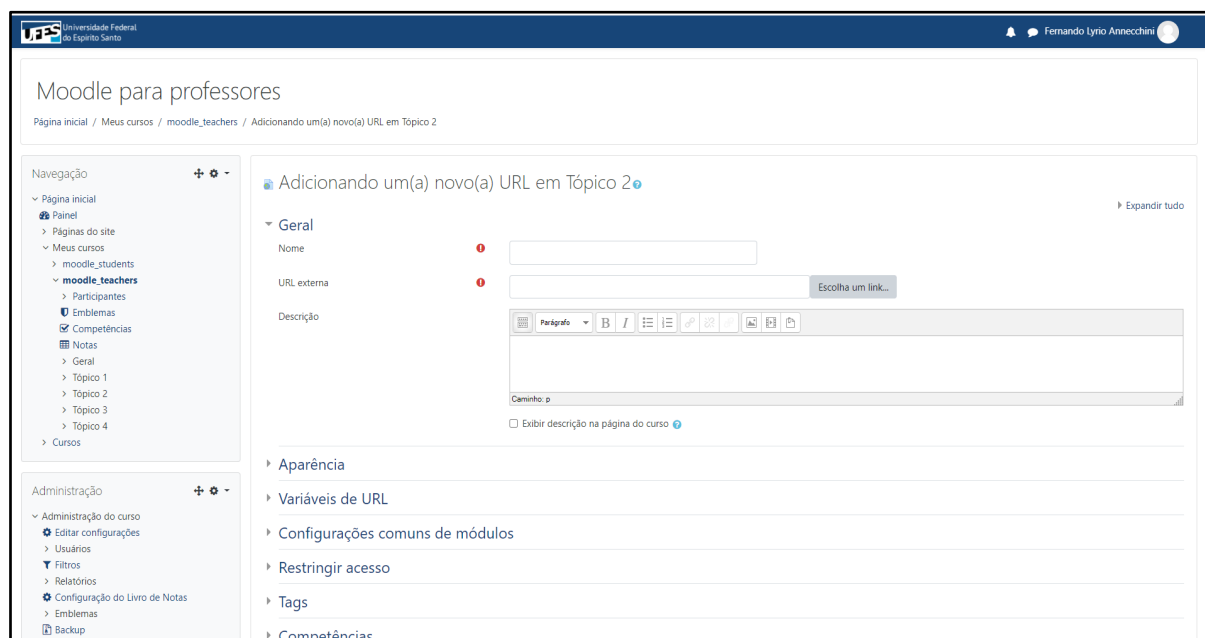 UFES Universidade Federal
do Espírito Santo
Fernando Lyrio Annecchini
Moodle para professores
Página inicial / Meus cursos / moodle_teachers / Adicionando um(a) novo(a) URL em Tópico 2
Navegação
Página inicial
Painel
Páginas do site
Meus cursos
moodle_students
moodle_teachers
Participantes
Emblemas
Competências
Notas
Geral
Tópico 1
Tópico 2
Tópico 3
Tópico 4
Cursos
Administração
Administração do curso
Editar configurações
Usuários
Filtros
Relatórios
Configuração do Livro de Notas
Emblemas
Backup
Adicionando um(a) novo(a) URL em Tópico 2
Expandir tudo
Geral
Nome
URL externa
Escolha um link...
Descrição
Parágrafo B I
Caminho: p
Exibir descrição na página do curso
Aparência
Variáveis de URL
Configurações comuns de módulos
Restringir acesso
Tags
Competências